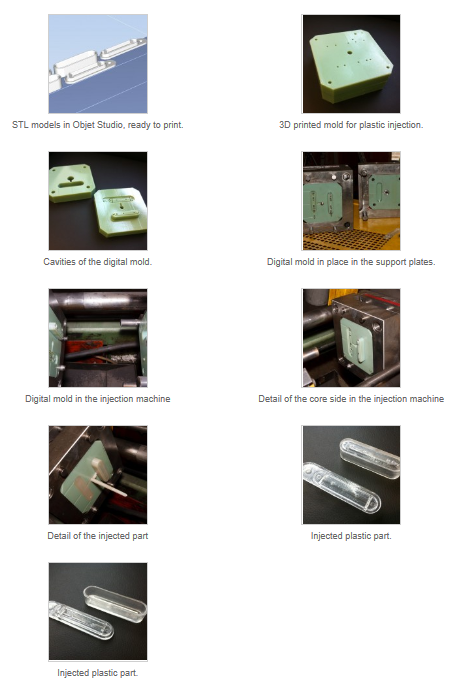 STL models in Objet Studio, ready to print.
3D printed mold for plastic injection.
Cavities of the digital mold.
Digital mold in place in the support plates.
Digital mold in the injection machine
Detail of the core side in the injection machine
Detail of the injected part
Injected plastic part.
Injected plastic part.